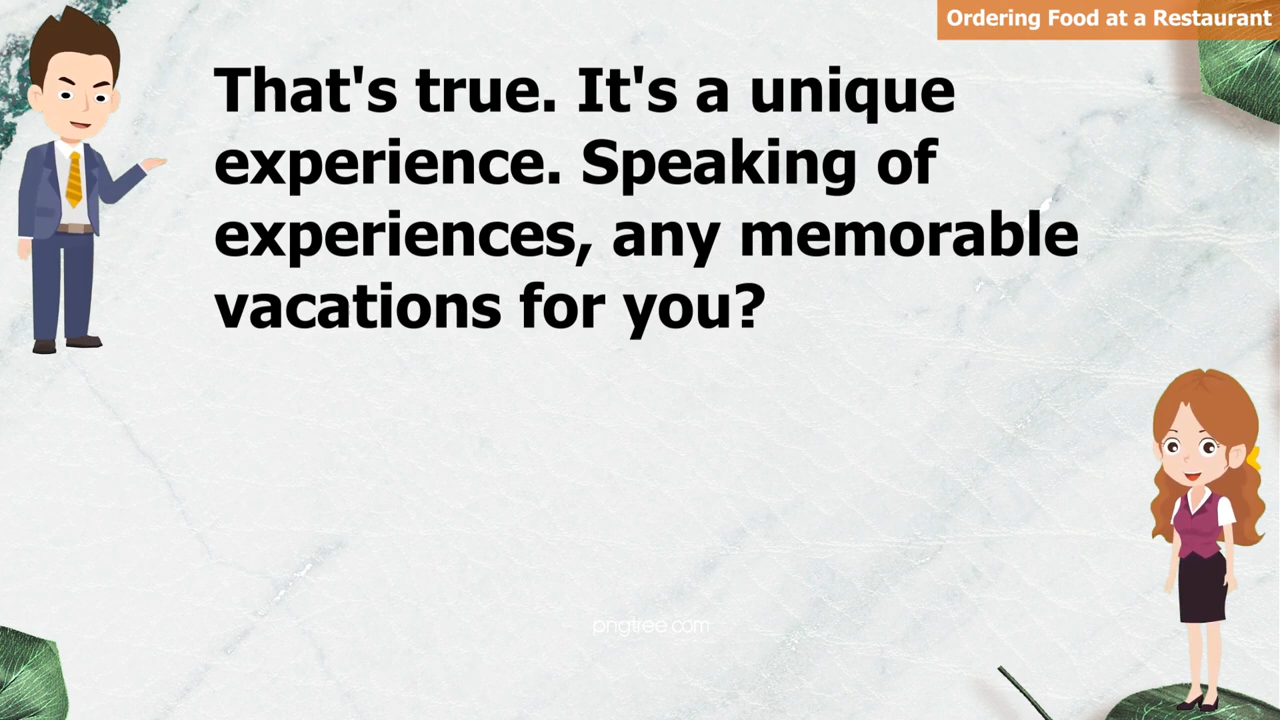 Ordering Food at a Restaurant
That's true. It's a unique
experience. Speaking of
experiences, any memorable
vacations for you?
pngtree.com